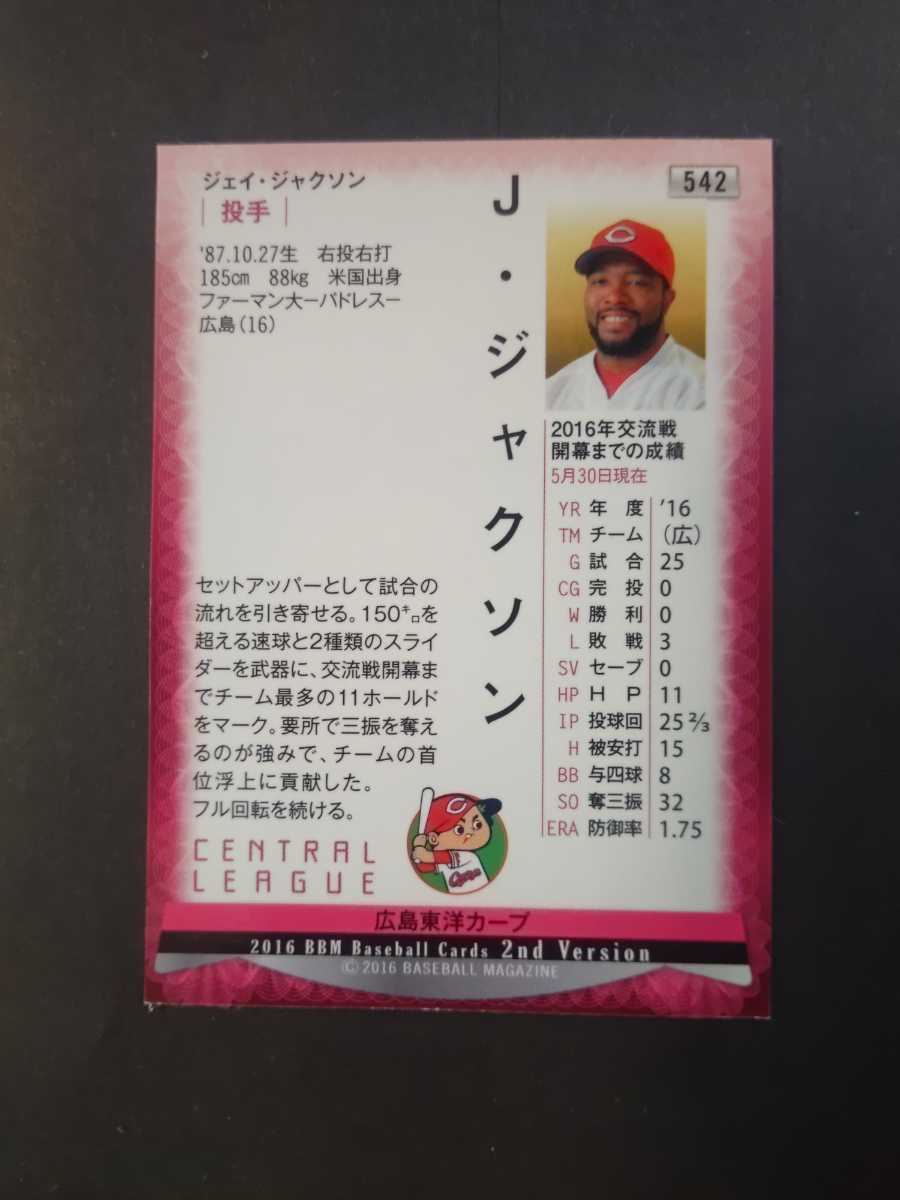 ジェイ・ジャクソン
投手
542
'87.10.27生 右投右打
185cm 88kg 米国出身
ファーマン大ーパドレスー
広島(16)
J・ジャクソン
C
2016年交流戦
開幕までの成績
5月30日現在
YR 年度 '16
TM チーム (広)
G 試合 25
CG 完投 0
W 勝利 0
L 敗戦 3
SV セーブ 0
HP HP 11
IP 投球回 25 2/3
H 被安打 15
BB 与四球 8
SO 奪三振 32
ERA 防御率 1.75
セットアッパーとして試合の
流れを引き寄せる。150㌔を
超える速球と2種類のスライ
ダーを武器に、交流戦開幕ま
でチーム最多の11ホールド
をマーク。要所で三振を奪え
るのが強みで、チームの首
位浮上に貢献した。
フル回転を続ける。
CENTRAL
LEAGUE
C
Carp
広島東洋カープ
2016 BBM Baseball Cards 2nd Version
© 2016 BASEBALL MAGAZINE